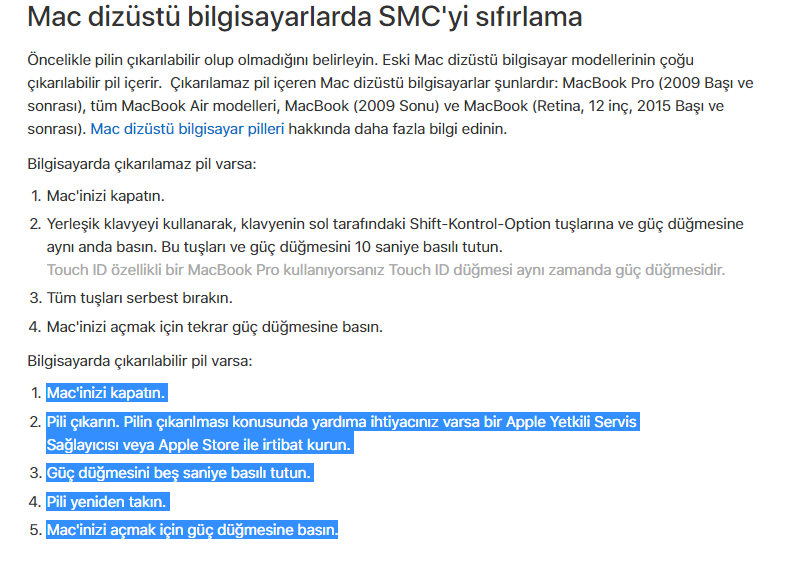 Mac dizüstü bilgisayarlarda SMC'yi sıfırlama
Öncelikle pilin çıkarılabilir olup olmadığını belirleyin. Eski Mac dizüstü bilgisayar modellerinin çoğu
çıkarılabilir pil içerir. Çıkarılamaz pil içeren Mac dizüstü bilgisayarlar şunlardır: MacBook Pro (2009 Başı ve
sonrası), tüm MacBook Air modelleri, MacBook (2009 Sonu) ve MacBook (Retina, 12 inç, 2015 Başı ve
sonrası). Mac dizüstü bilgisayar pilleri hakkında daha fazla bilgi edinin.
Bilgisayarda çıkarılamaz pil varsa:
1. Mac'inizi kapatın.
2. Yerleşik klavyeyi kullanarak, klavyenin sol tarafındaki Shift-Kontrol-Option tuşlarına ve güç düğmesine
aynı anda basın. Bu tuşları ve güç düğmesini 10 saniye basılı tutun.
Touch ID özellikli bir MacBook Pro kullanıyorsanız Touch ID düğmesi aynı zamanda güç düğmesidir.
3. Tüm tuşları serbest bırakın.
4. Mac'inizi açmak için tekrar güç düğmesine basın.
Bilgisayarda çıkarılabilir pil varsa:
1. Mac'inizi kapatın.
2. Pili çıkarın. Pilin çıkarılması konusunda yardıma ihtiyacınız varsa bir Apple Yetkili Servis
Sağlayıcısı veya Apple Store ile irtibat kurun.
3. Güç düğmesini beş saniye basılı tutun.
4. Pili yeniden takın.
5. Mac'inizi açmak için güç düğmesine basın.